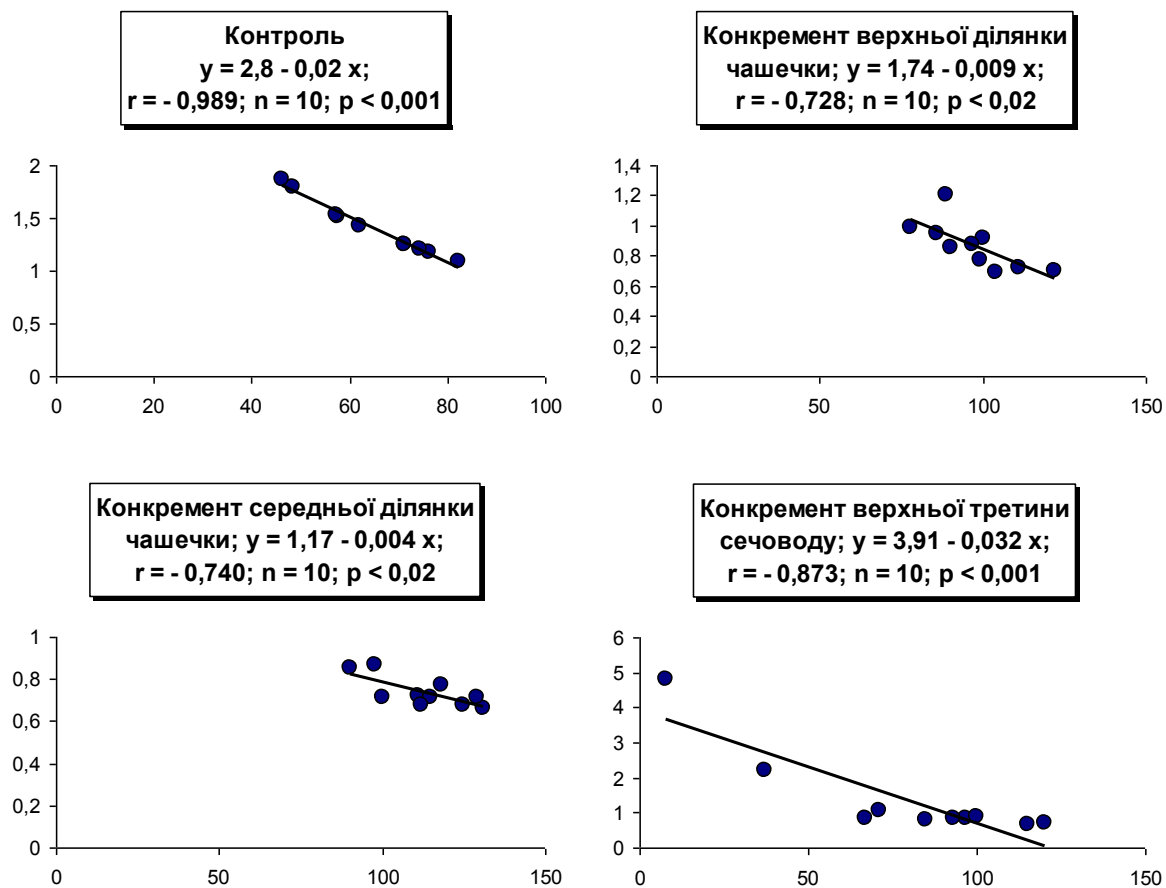 Контроль
y = 2,8 - 0,02 x;
r = - 0,989; n = 10; p < 0,001
Конкремент верхньої ділянки
чашечки; y = 1,74 - 0,009 x;
r = - 0,728; n = 10; p < 0,02
2
1,5
1
0,5
0
0 20 40 60 80 100
1,4
1,2
1
0,8
0,6
0,4
0,2
0
0 50 100 150
Конкремент середньої ділянки
чашечки; y = 1,17 - 0,004 x;
r = - 0,740; n = 10; p < 0,02
Конкремент верхньої третини
сечоводу; y = 3,91 - 0,032 x;
r = - 0,873; n = 10; p < 0,001
1
0,8
0,6
0,4
0,2
0
0 50 100 150
6
5
4
3
2
1
0
0 50 100 150